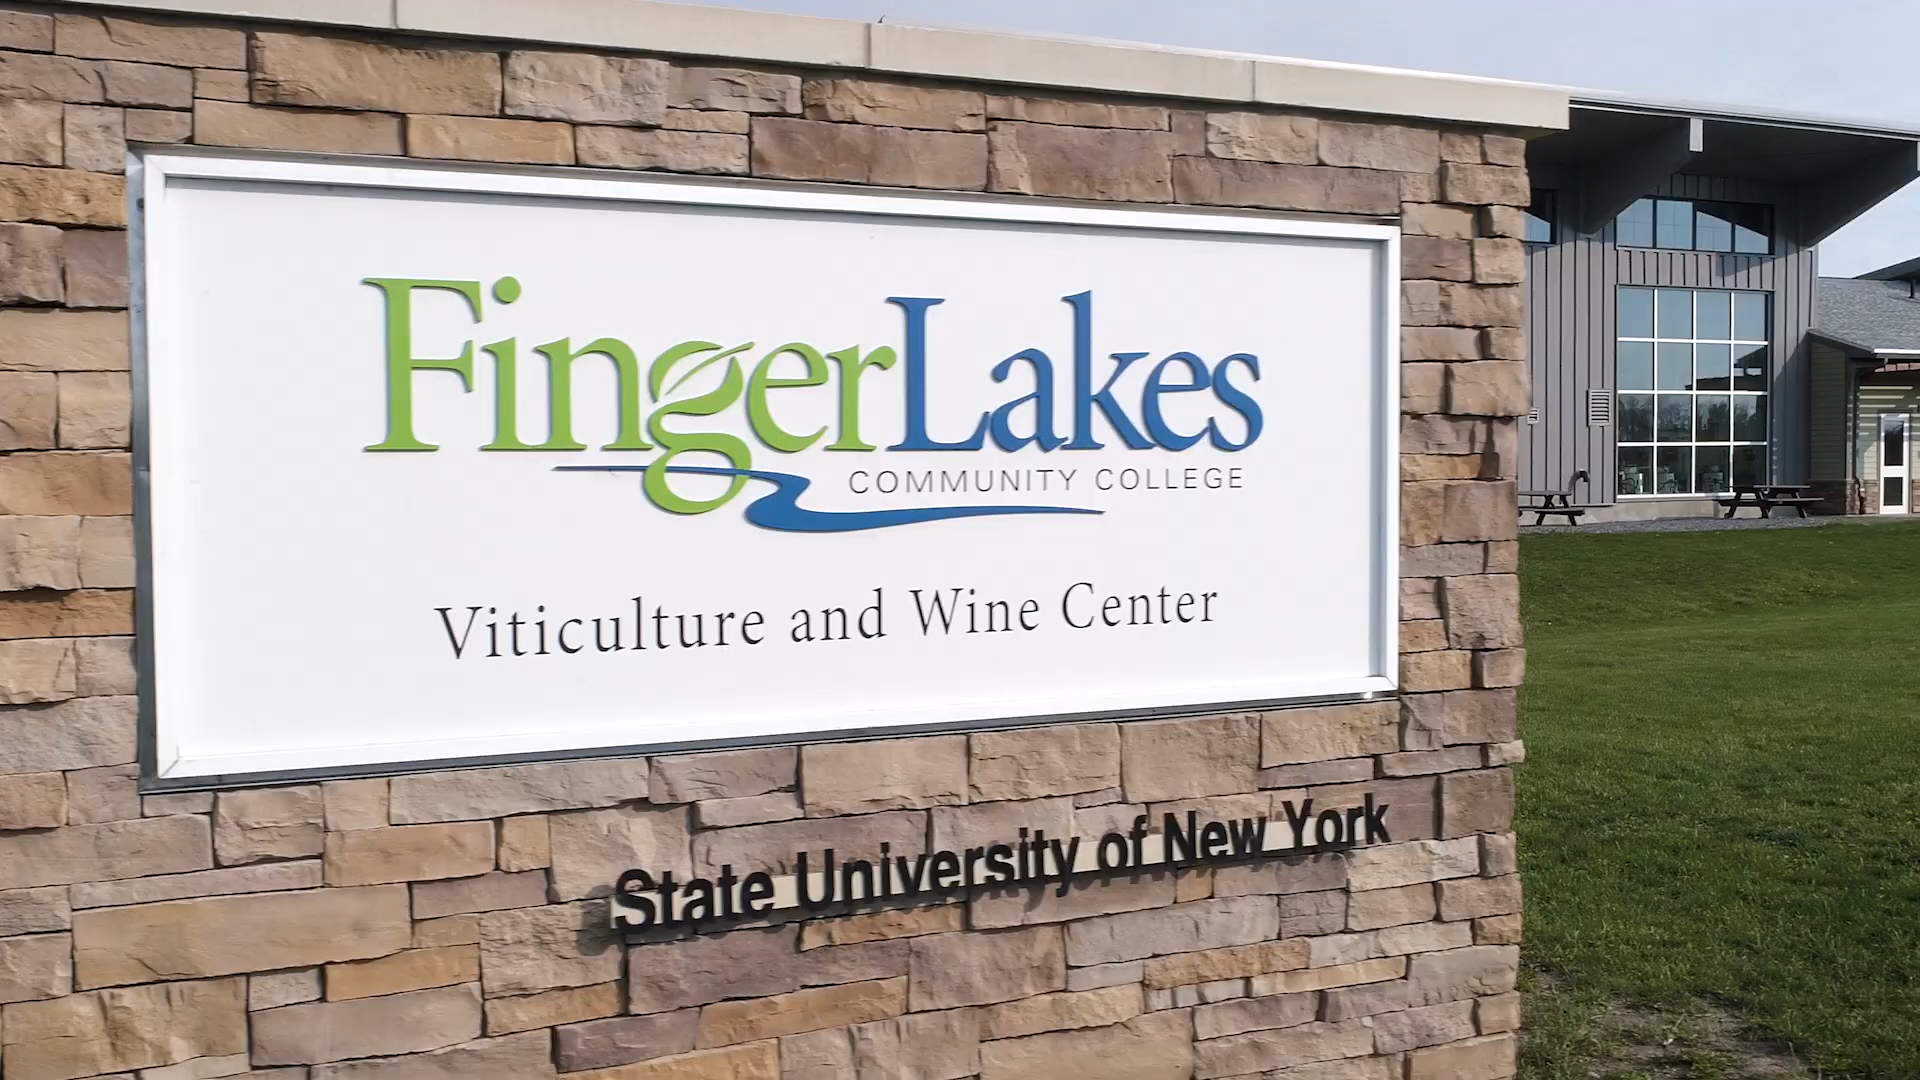 FingerLakes
COMMUNITY COLLEGE
Viticulture and Wine Center
State University of New York